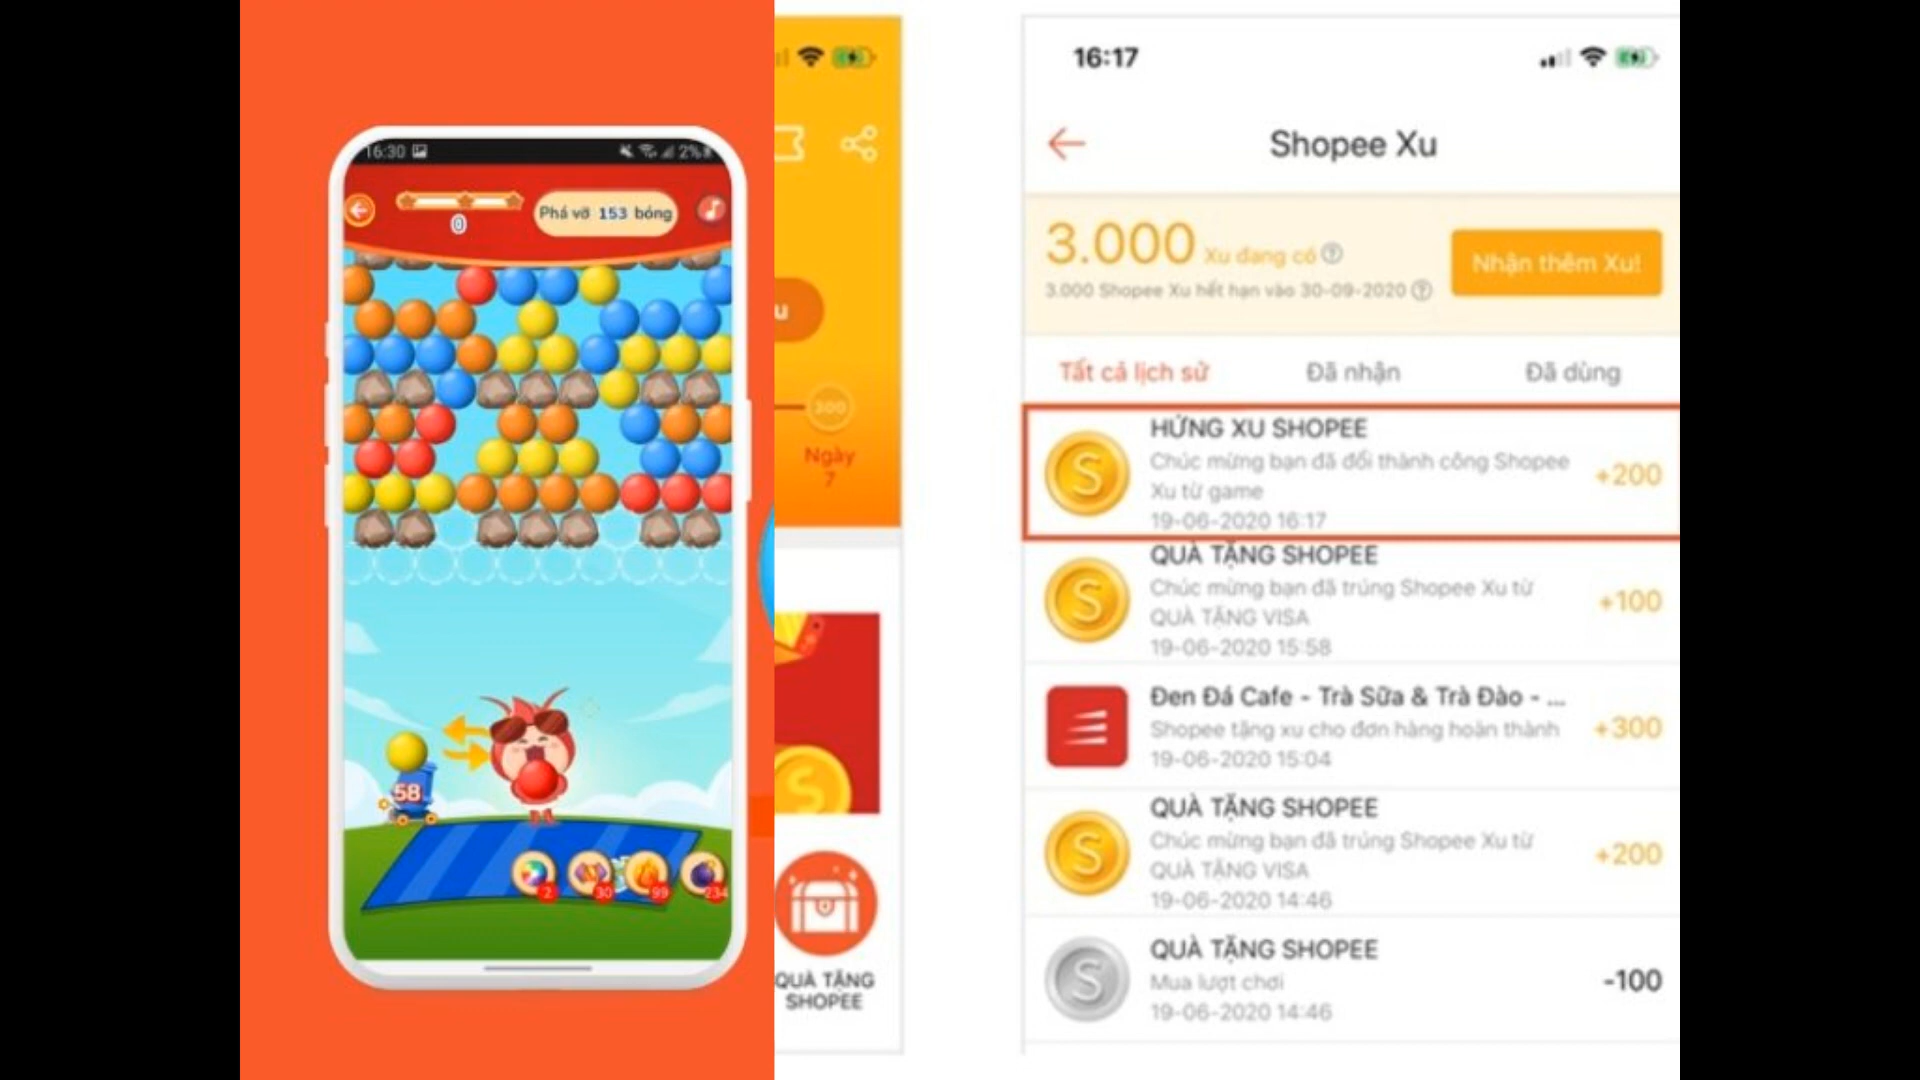 16:30
2%
0
Phá vỡ 153 bóng
58
2
30
99
234
u
300
Ngày
7
QUÀ TẶNG
SHOPEE
16:17
Shopee Xu
3.000 Xu đang có
3.000 Shopee Xu hết hạn vào 30-09-2020
Nhận thêm Xu!
Tất cả lịch sử
Đã nhận
Đã dùng
HỨNG XU SHOPEE
Chúc mừng bạn đã đổi thành công Shopee
Xu từ game
19-06-2020 16:17
+200
QUÀ TẶNG SHOPEE
Chúc mừng bạn đã trúng Shopee Xu từ
QUÀ TẶNG VISA
19-06-2020 15:58
+100
Đen Đá Cafe - Trà Sữa & Trà Đào - ...
Shopee tặng xu cho đơn hàng hoàn thành
19-06-2020 15:04
+300
QUÀ TẶNG SHOPEE
Chúc mừng bạn đã trúng Shopee Xu từ
QUÀ TẶNG VISA
19-06-2020 14:46
+200
QUÀ TẶNG SHOPEE
Mua lượt chơi
19-06-2020 14:46
-100